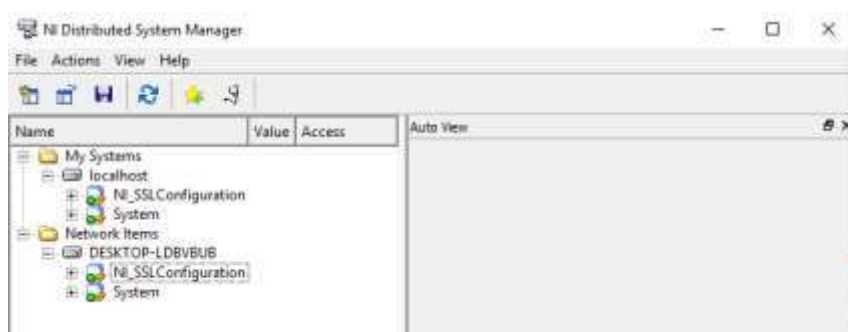 NI Distributed System Manager
File Actions View Help
Name Value Access
Auto View
My Systems
localhost
NI_SSLConfiguration
System
Network Items
DESKTOP-LDBVBUB
NI_SSLConfiguration
System